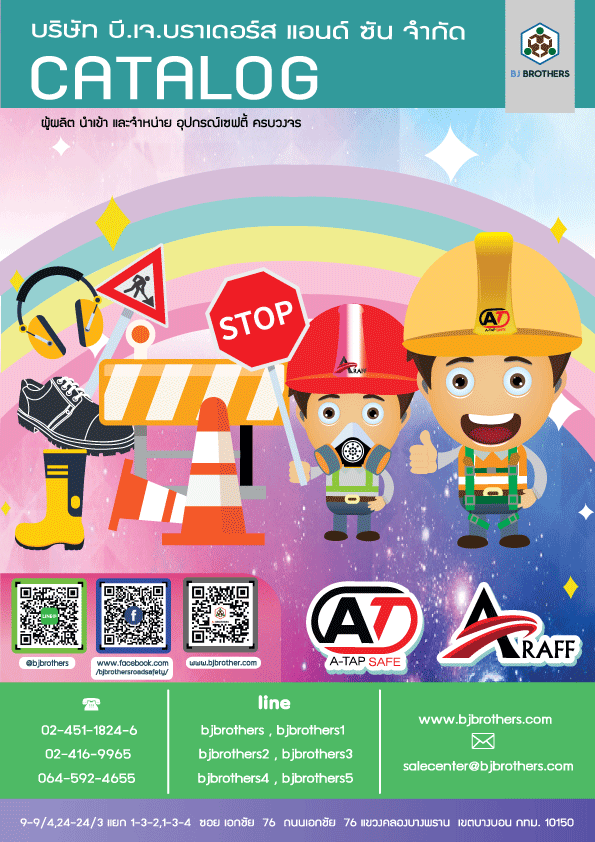 บริษัท บี.เจ.บราเดอร์ส แอนด์ ซัน จำกัด
CATALOG
BJ BROTHERS
ผู้ผลิต นำเข้า และจำหน่าย อุปกรณ์เซฟตี้ ครบวงจร
STOP
ARAFF
AT
A-TAP SAFE
LINE@
@bjbrothers
www.facebook.com
/bjbrothersroadsafety/
www.bjbrother.com
AT
A-TAP SAFE
ARAFF
02-451-1824-6
02-416-9965
064-592-4655
line
bjbrothers , bjbrothers1
bjbrothers2 , bjbrothers3
bjbrothers4 , bjbrothers5
www.bjbrothers.com
salecenter@bjbrothers.com
9-9/4,24-24/3 แยก 1-3-2,1-3-4 ซอย เอกชัย 76 ถนนเอกชัย 76 แขวงคลองบางพราน เขตบางบอน กทม. 10150